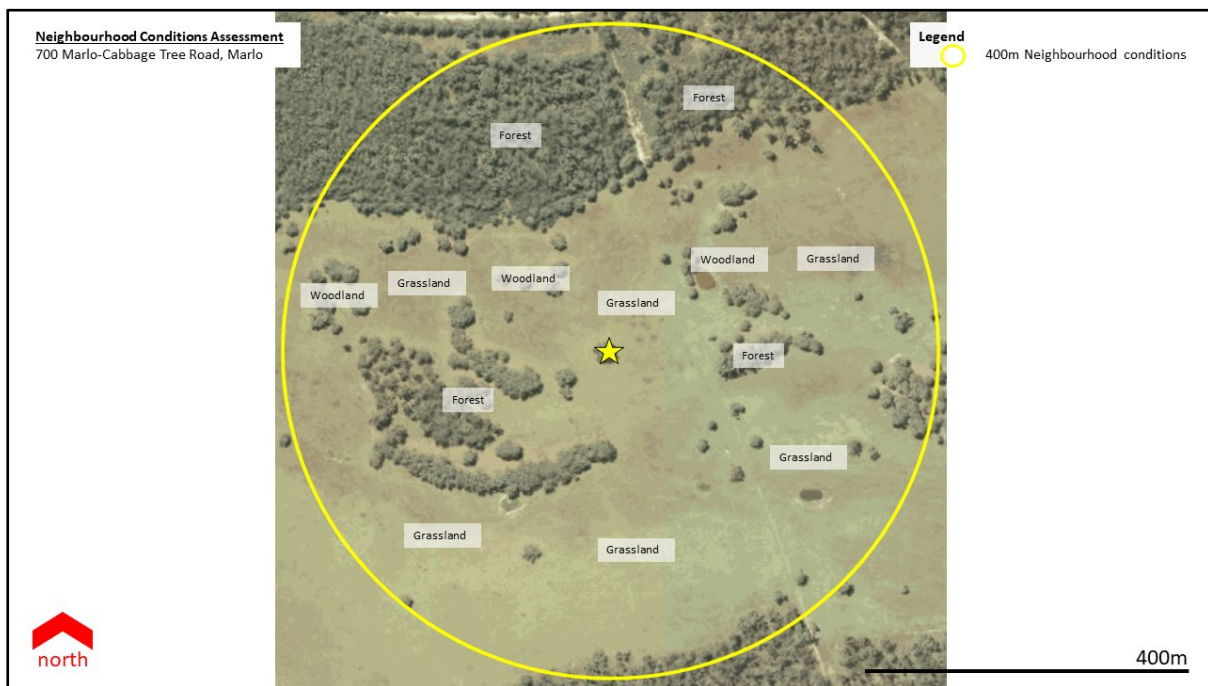 Neighbourhood Conditions Assessment
700 Marlo-Cabbage Tree Road, Marlo
Legend
400m Neighbourhood conditions
Forest
Forest
Woodland
Grassland
Woodland
Grassland
Woodland
Grassland
Forest
Forest
Grassland
Grassland
Grassland
north
400m